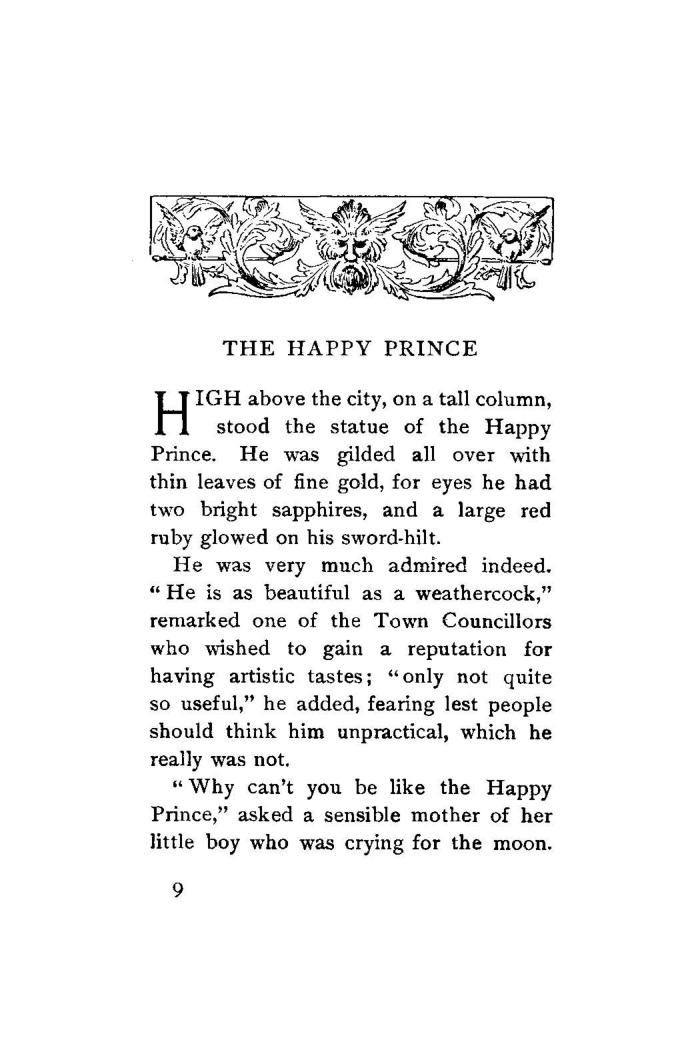 THE HAPPY PRINCE
HIGH above the city, on a tall column,
stood the statue of the Happy
Prince. He was gilded all over with
thin leaves of fine gold, for eyes he had
two bright sapphires, and a large red
ruby glowed on his sword-hilt.
He was very much admired indeed.
“He is as beautiful as a weathercock,”
remarked one of the Town Councillors
who wished to gain a reputation for
having artistic tastes; “only not quite
so useful,” he added, fearing lest people
should think him unpractical, which he
really was not.
“Why can't you be like the Happy
Prince,” asked a sensible mother of her
little boy who was crying for the moon.
9